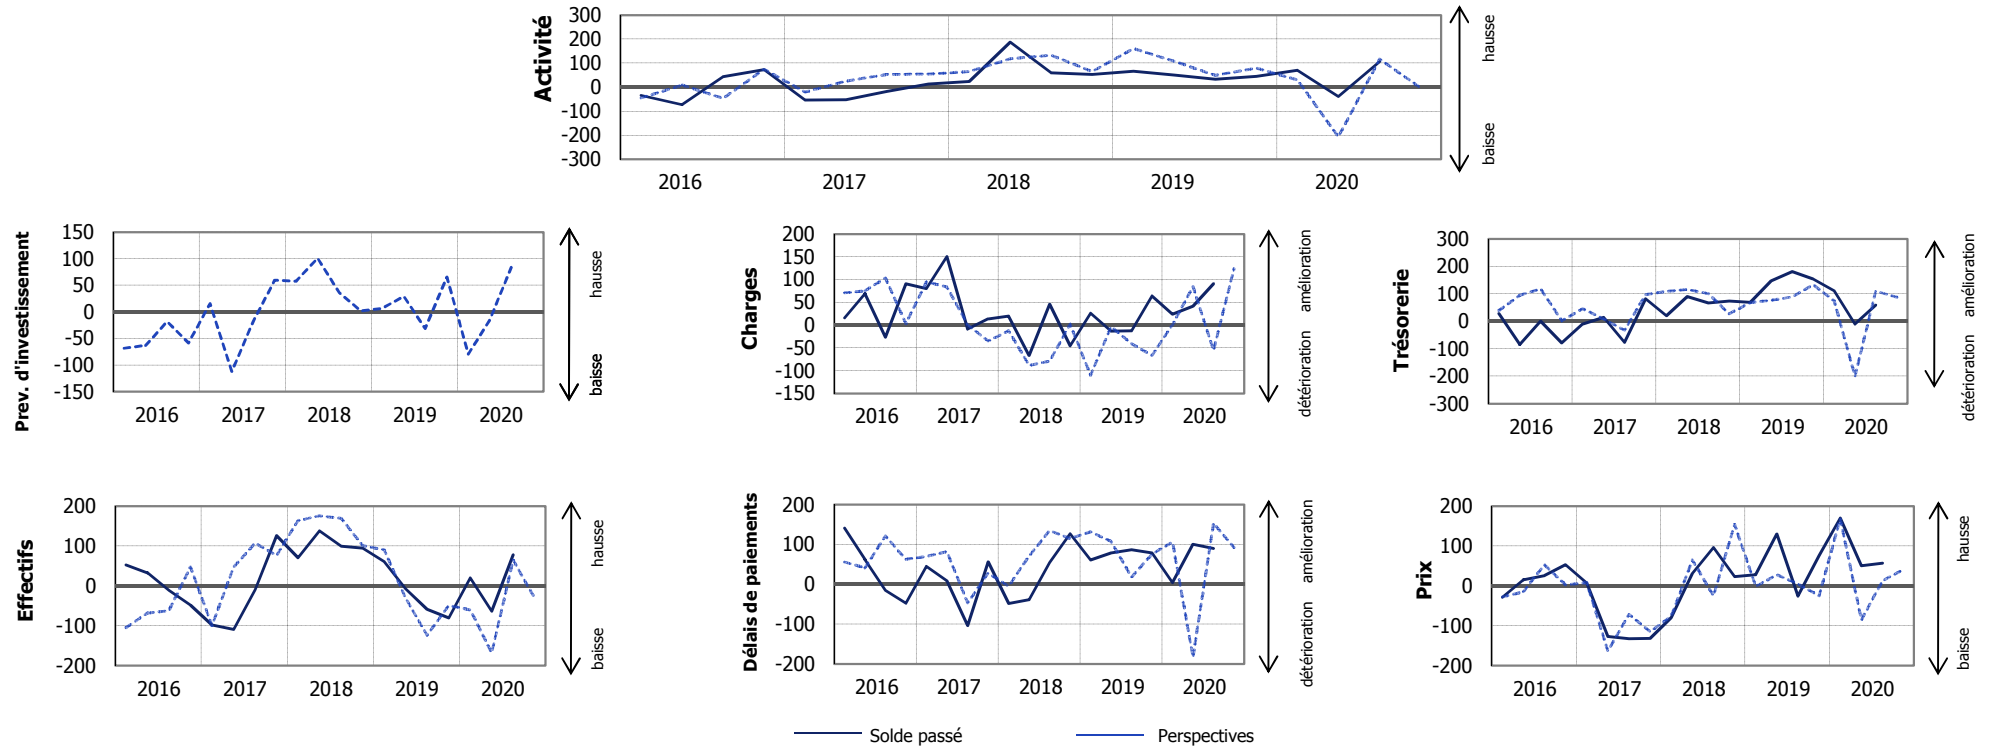 Activité
300
200
100
0
-100
-200
-300
2016 2017 2018 2019 2020
hausse
baisse
Prev. d'investissement
150
100
50
0
-50
-100
-150
2016 2017 2018 2019 2020
hausse
baisse
Charges
200
150
100
50
0
-50
-100
-150
2016 2017 2018 2019 2020
amélioration
détérioration
Trésorerie
300
200
100
0
-100
-200
-300
2016 2017 2018 2019 2020
amélioration
détérioration
Effectifs
200
100
0
-100
-200
2016 2017 2018 2019 2020
hausse
baisse
Délais de paiements
200
100
0
-100
-200
2016 2017 2018 2019 2020
amélioration
détérioration
Prix
200
100
0
-100
-200
2016 2017 2018 2019 2020
hausse
baisse
Solde passé Perspectives